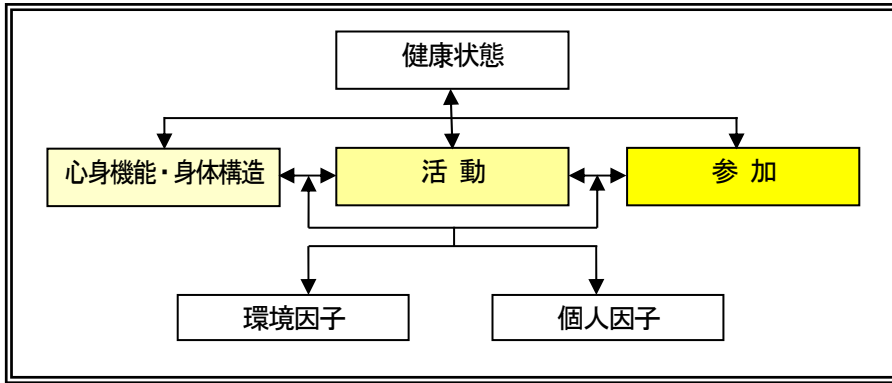 健康状態
心身機能・身体構造
活 動
参 加
環境因子
個人因子